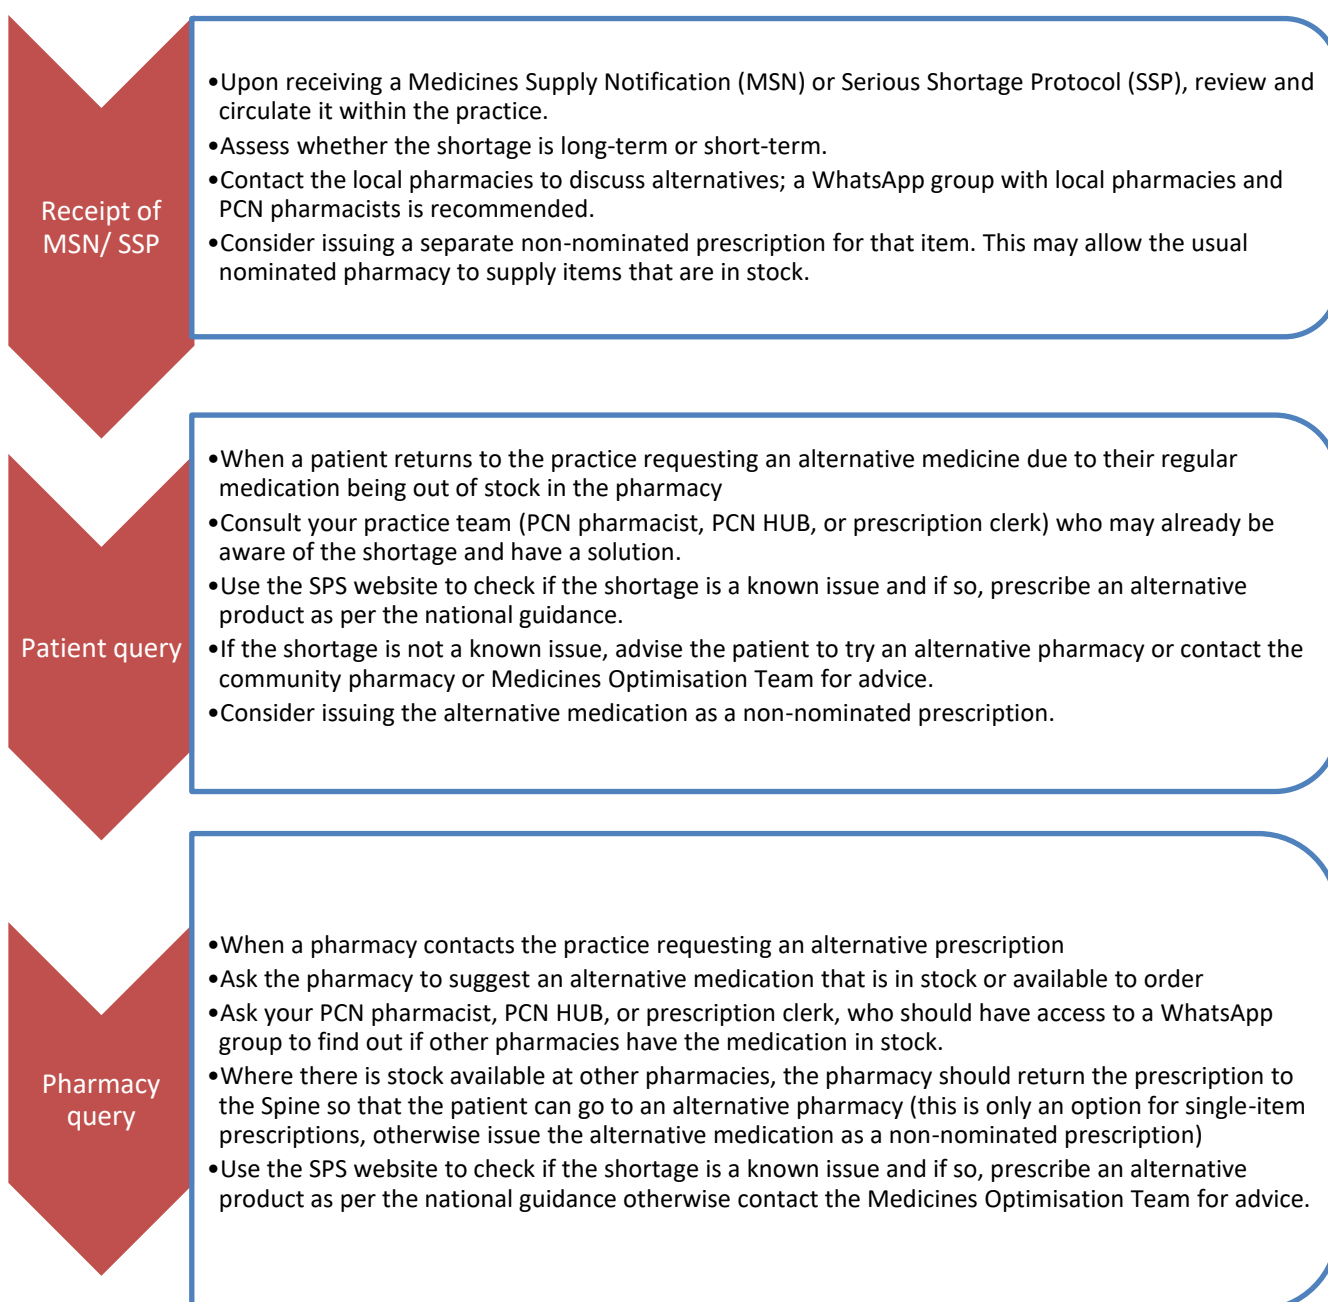 Receipt of
MSN/ SSP
•Upon receiving a Medicines Supply Notification (MSN) or Serious Shortage Protocol (SSP), review and
circulate it within the practice.
•Assess whether the shortage is long-term or short-term.
•Contact the local pharmacies to discuss alternatives; a WhatsApp group with local pharmacies and
PCN pharmacists is recommended.
•Consider issuing a separate non-nominated prescription for that item. This may allow the usual
nominated pharmacy to supply items that are in stock.
Patient query
•When a patient returns to the practice requesting an alternative medicine due to their regular
medication being out of stock in the pharmacy
•Consult your practice team (PCN pharmacist, PCN HUB, or prescription clerk) who may already be
aware of the shortage and have a solution.
•Use the SPS website to check if the shortage is a known issue and if so, prescribe an alternative
product as per the national guidance.
•If the shortage is not a known issue, advise the patient to try an alternative pharmacy or contact the
community pharmacy or Medicines Optimisation Team for advice.
•Consider issuing the alternative medication as a non-nominated prescription.
Pharmacy
query
•When a pharmacy contacts the practice requesting an alternative prescription
•Ask the pharmacy to suggest an alternative medication that is in stock or available to order
•Ask your PCN pharmacist, PCN HUB, or prescription clerk, who should have access to a WhatsApp
group to find out if other pharmacies have the medication in stock.
•Where there is stock available at other pharmacies, the pharmacy should return the prescription to
the Spine so that the patient can go to an alternative pharmacy (this is only an option for single-item
prescriptions, otherwise issue the alternative medication as a non-nominated prescription)
•Use the SPS website to check if the shortage is a known issue and if so, prescribe an alternative
product as per the national guidance otherwise contact the Medicines Optimisation Team for advice.